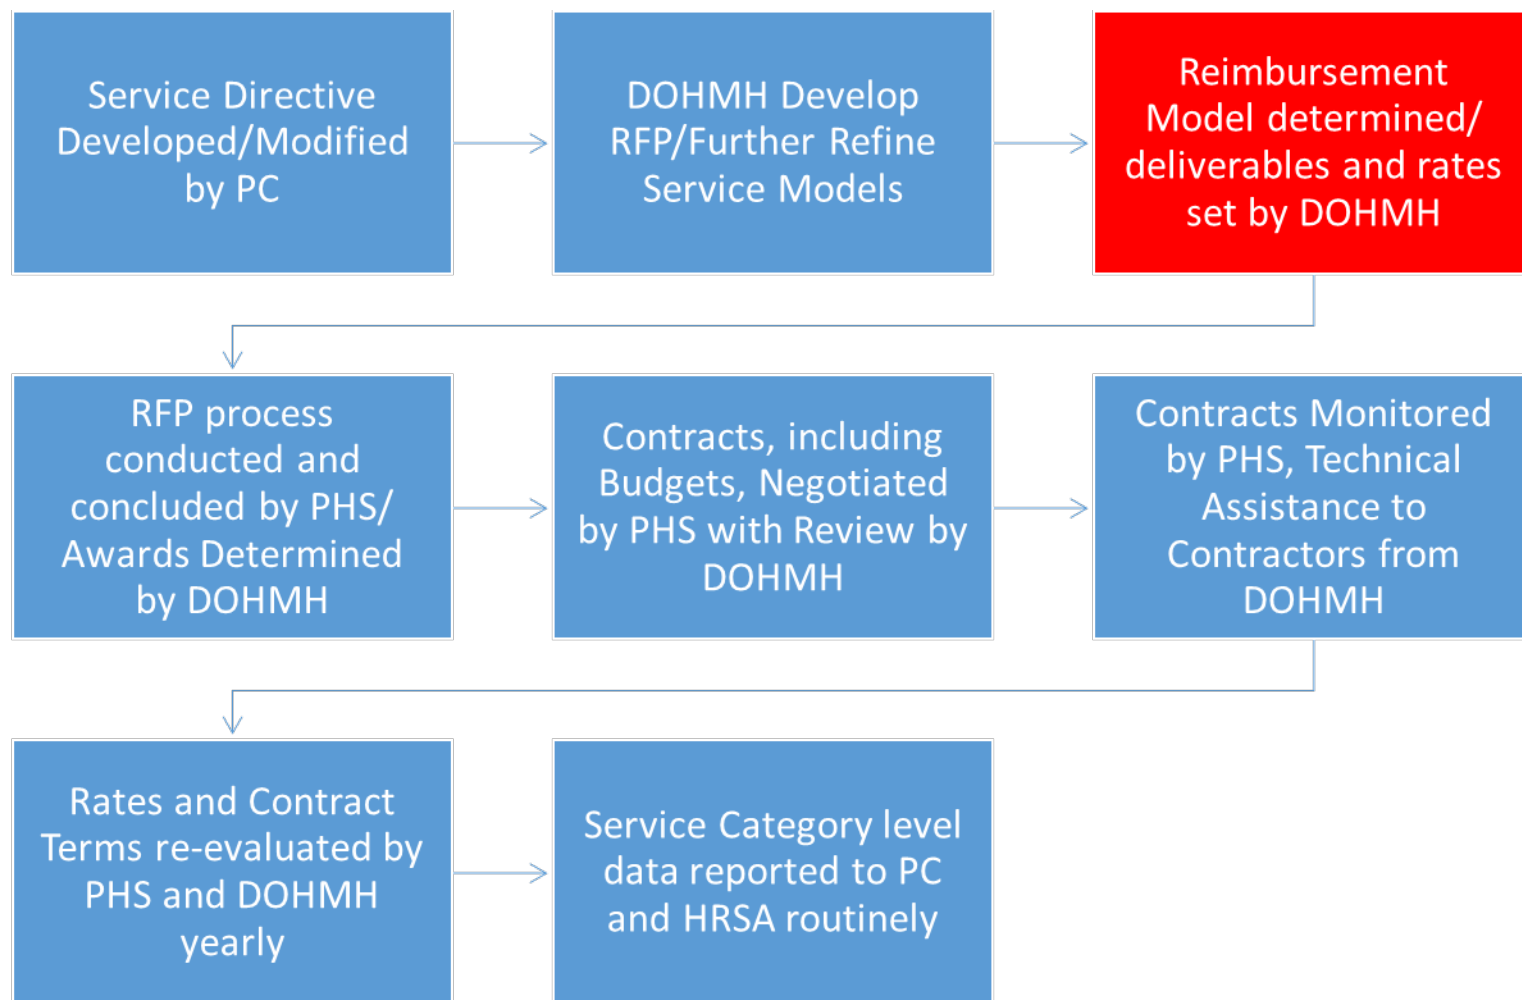 Service Directive
Developed/Modified
by PC
DOHMH Develop
RFP/Further Refine
Service Models
Reimbursement
Model determined/
deliverables and rates
set by DOHMH
RFP process
conducted and
concluded by PHS/
Awards Determined
by DOHMH
Contracts, including
Budgets, Negotiated
by PHS with Review by
DOHMH
Contracts Monitored
by PHS, Technical
Assistance to
Contractors from
DOHMH
Rates and Contract
Terms re-evaluated by
PHS and DOHMH
yearly
Service Category level
data reported to PC
and HRSA routinely